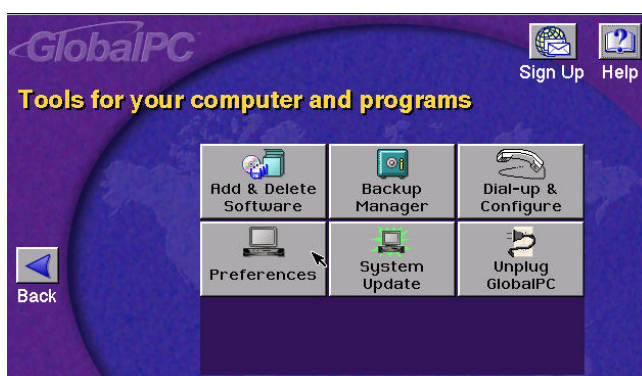 GlobalPC
Sign Up
Help
Tools for your computer and programs
Add & Delete
Software
Backup
Manager
Dial-up &
Configure
Preferences
System
Update
Unplug
GlobalPC
Back